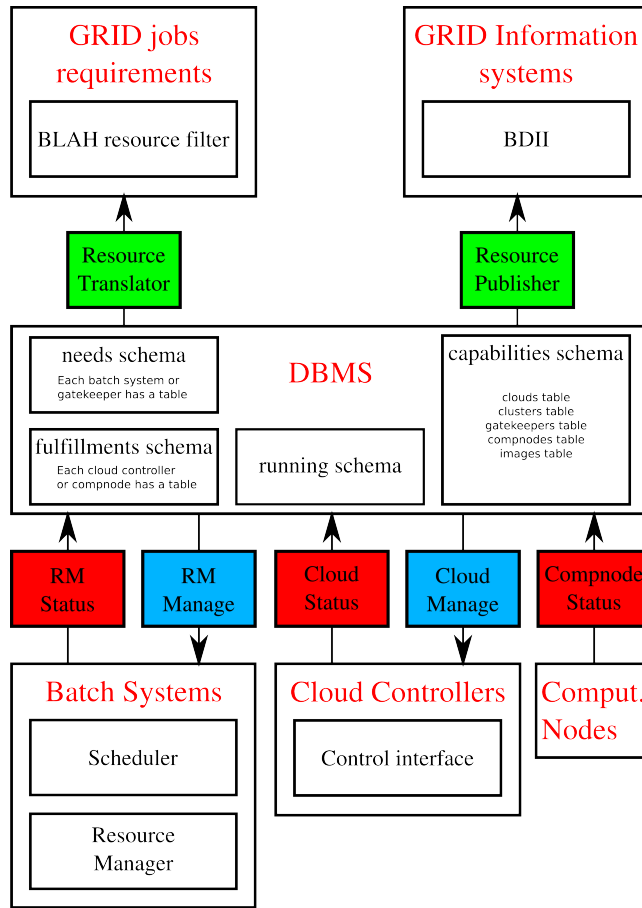 GRID jobs
requirements
BLAH resource filter
GRID Information
systems
BDII
Resource
Translator
Resource
Publisher
needs schema
Each batch system or
gatekeeper has a table
DBMS
capabilities schema
clouds table
clusters table
gatekeepers table
compnodes table
images table
fulfillments schema
Each cloud controller
or compnode has a table
running schema
RM
Status
RM
Manage
Cloud
Status
Cloud
Manage
Compnode
Status
Batch Systems
Scheduler
Resource
Manager
Cloud Controllers
Control interface
Comput.
Nodes